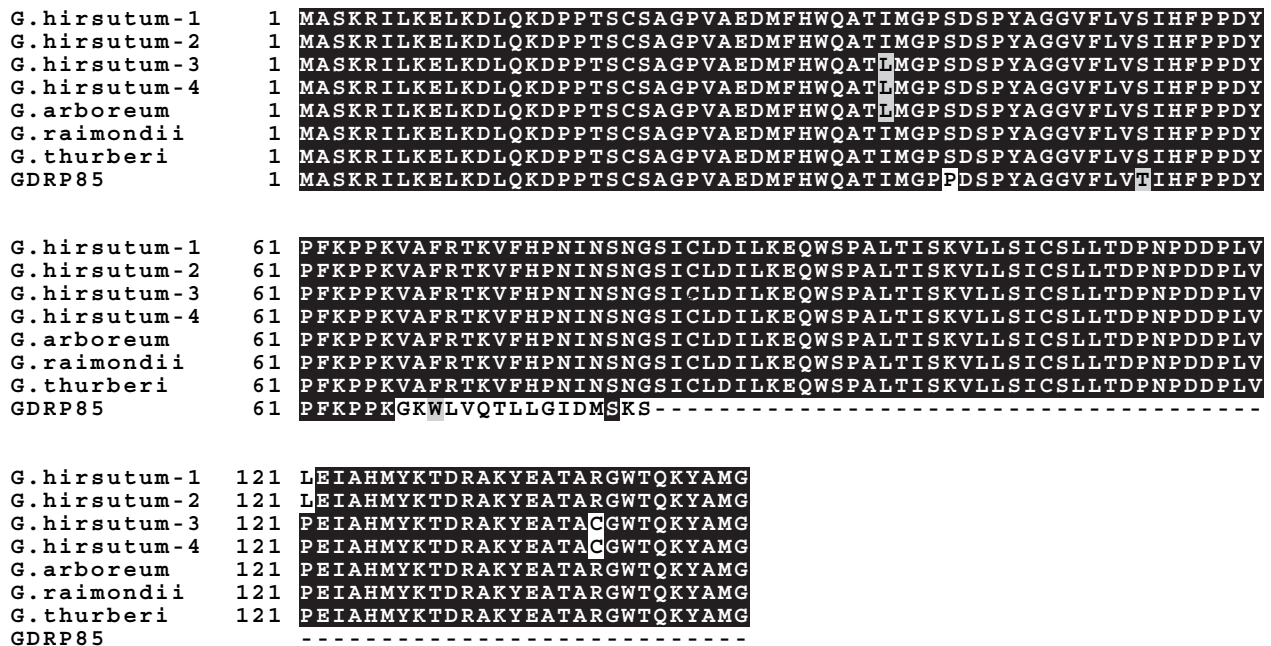 G.hirsutum-1 1 MASKRILKELKDLQKDPPTSCSAGPVAEDMFHWQATIMGPSDSPYAGGVFLVSIHFPPDY
G.hirsutum-2 1 MASKRILKELKDLQKDPPTSCSAGPVAEDMFHWQATIMGPSDSPYAGGVFLVSIHFPPDY
G.hirsutum-3 1 MASKRILKELKDLQKDPPTSCSAGPVAEDMFHWQATLMGPSDSPYAGGVFLVSIHFPPDY
G.hirsutum-4 1 MASKRILKELKDLQKDPPTSCSAGPVAEDMFHWQATLMGPSDSPYAGGVFLVSIHFPPDY
G.arboreum 1 MASKRILKELKDLQKDPPTSCSAGPVAEDMFHWQATLMGPSDSPYAGGVFLVSIHFPPDY
G.raimondii 1 MASKRILKELKDLQKDPPTSCSAGPVAEDMFHWQATIMGPSDSPYAGGVFLVSIHFPPDY
G.thurberi 1 MASKRILKELKDLQKDPPTSCSAGPVAEDMFHWQATIMGPSDSPYAGGVFLVSIHFPPDY
GDRP85 1 MASKRILKELKDLQKDPPTSCSAGPVAEDMFHWQATIMGPPDSPYAGGVFLVTIHFPPDY
G.hirsutum-1 61 PFKPPKVAFRTKVFHPNINSNGSICLDILKEQWSPALTISKVLLSICSLLTDPNPDDPLV
G.hirsutum-2 61 PFKPPKVAFRTKVFHPNINSNGSICLDILKEQWSPALTISKVLLSICSLLTDPNPDDPLV
G.hirsutum-3 61 PFKPPKVAFRTKVFHPNINSNGSICLDILKEQWSPALTISKVLLSICSLLTDPNPDDPLV
G.hirsutum-4 61 PFKPPKVAFRTKVFHPNINSNGSICLDILKEQWSPALTISKVLLSICSLLTDPNPDDPLV
G.arboreum 61 PFKPPKVAFRTKVFHPNINSNGSICLDILKEQWSPALTISKVLLSICSLLTDPNPDDPLV
G.raimondii 61 PFKPPKVAFRTKVFHPNINSNGSICLDILKEQWSPALTISKVLLSICSLLTDPNPDDPLV
G.thurberi 61 PFKPPKVAFRTKVFHPNINSNGSICLDILKEQWSPALTISKVLLSICSLLTDPNPDDPLV
GDRP85 61 PFKPPKGKWLVQTLLGIDMSKS--------------------------------------
G.hirsutum-1 121 LEIAHMYKTDRAKYEATARGWTQKYAMG
G.hirsutum-2 121 LEIAHMYKTDRAKYEATARGWTQKYAMG
G.hirsutum-3 121 PEIAHMYKTDRAKYEATACGWTQKYAMG
G.hirsutum-4 121 PEIAHMYKTDRAKYEATACGWTQKYAMG
G.arboreum 121 PEIAHMYKTDRAKYEATARGWTQKYAMG
G.raimondii 121 PEIAHMYKTDRAKYEATARGWTQKYAMG
G.thurberi 121 PEIAHMYKTDRAKYEATARGWTQKYAMG
GDRP85 ----------------------------